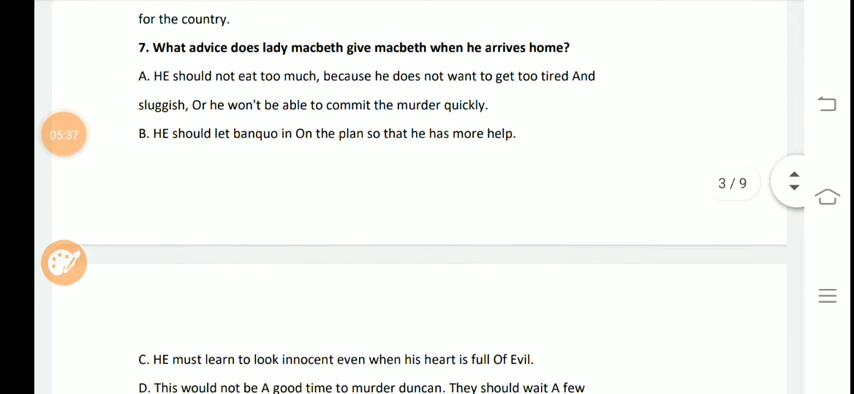 for the country.
7. What advice does lady macbeth give macbeth when he arrives home?
A. HE should not eat too much, because he does not want to get too tired And
sluggish, Or he won't be able to commit the murder quickly.
05:37
B. HE should let banquo in On the plan so that he has more help.
3 / 9
C. HE must learn to look innocent even when his heart is full Of Evil.
D. This would not be A good time to murder duncan. They should wait A few